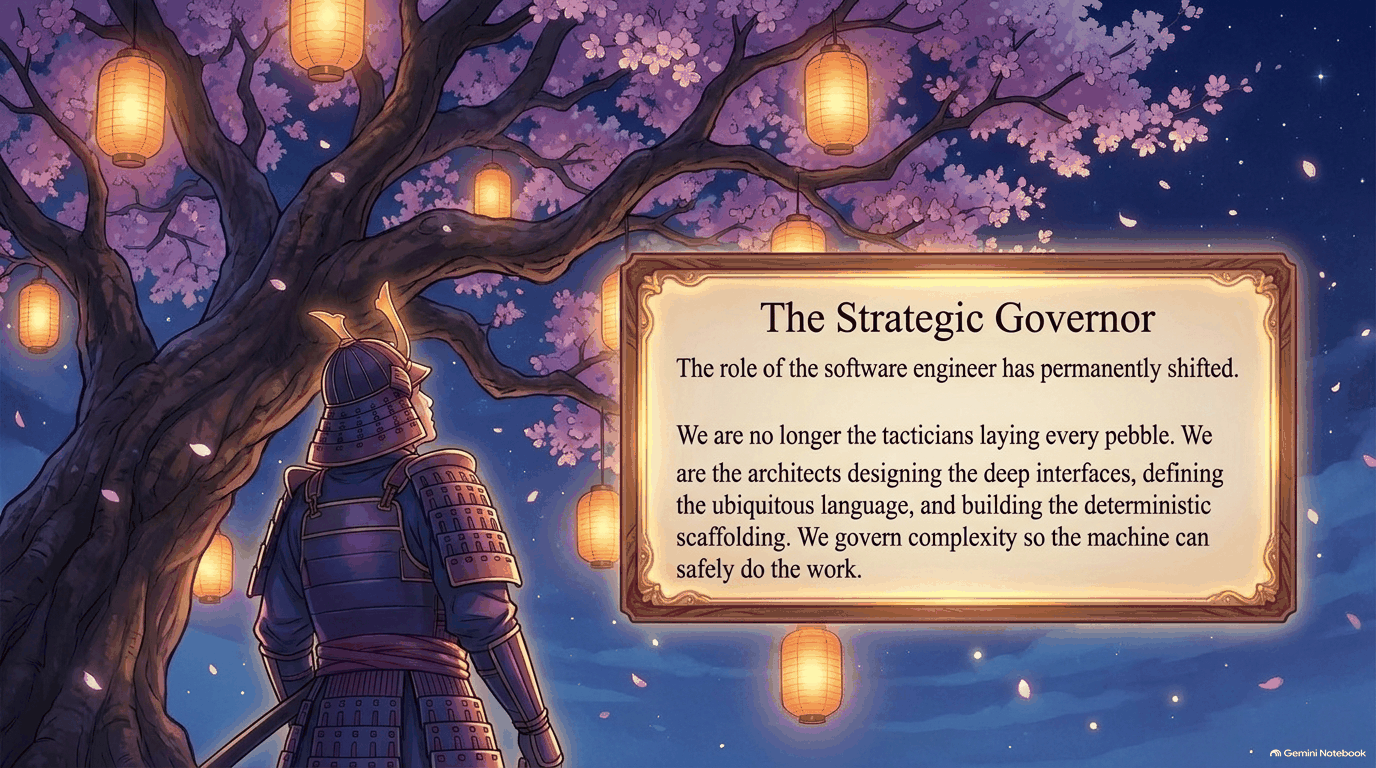 The Strategic Governor
The role of the software engineer has permanently shifted.
We are no longer the tacticians laying every pebble. We
are the architects designing the deep interfaces, defining
the ubiquitous language, and building the deterministic
scaffolding. We govern complexity so the machine can
safely do the work.
Gemini Notebook